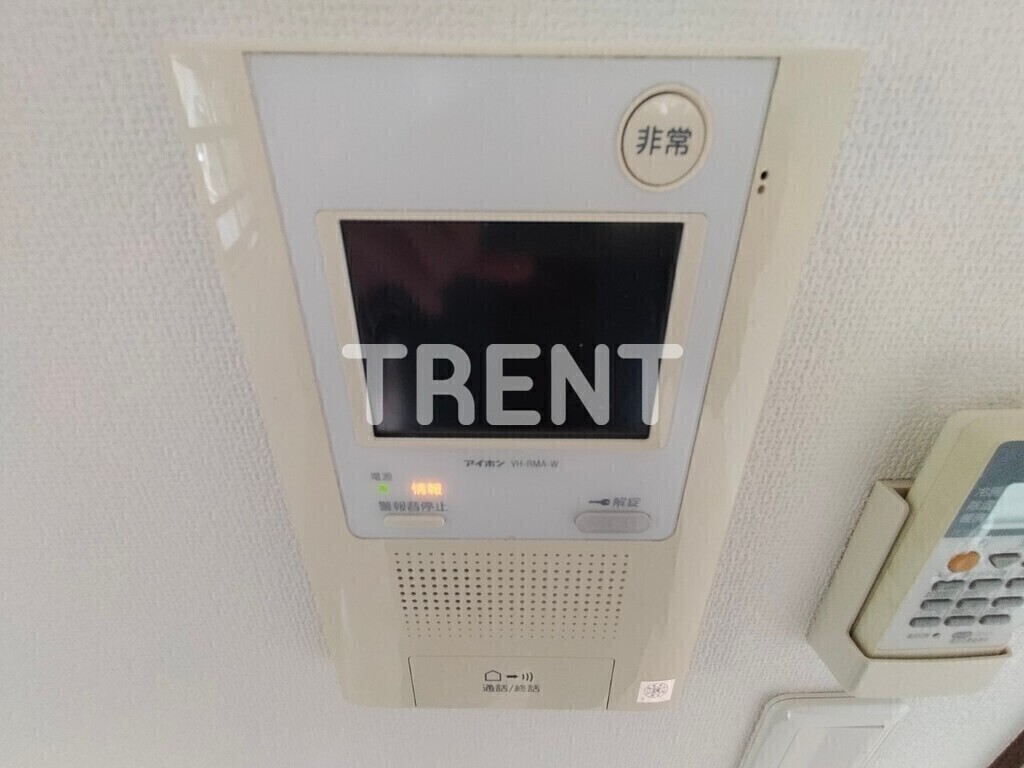 非常
TRENT
アイホン VH-RMA-W
電源
情報
警報音停止
解錠
通話/終話